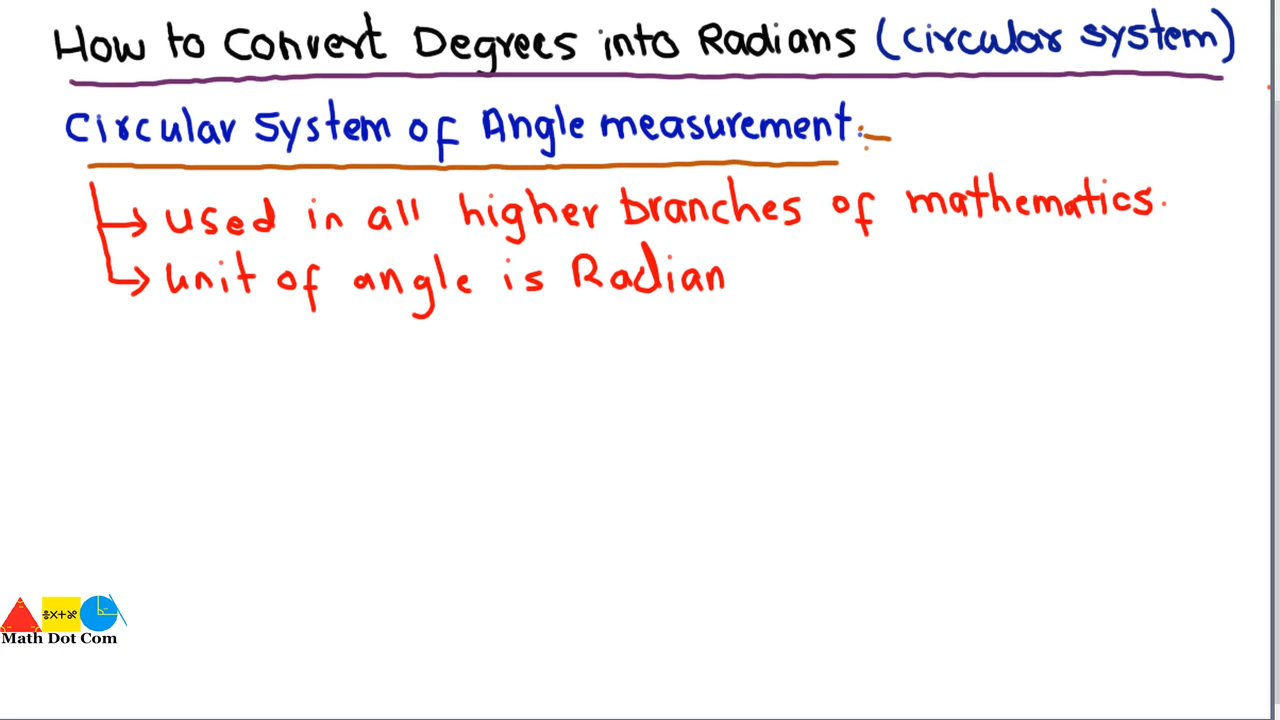 How to Convert Degrees into Radians (circular system)
Circular System of Angle measurement:-
→ used in all higher branches of mathematics.
→ unit of angle is Radian
÷x+
Math Dot Com